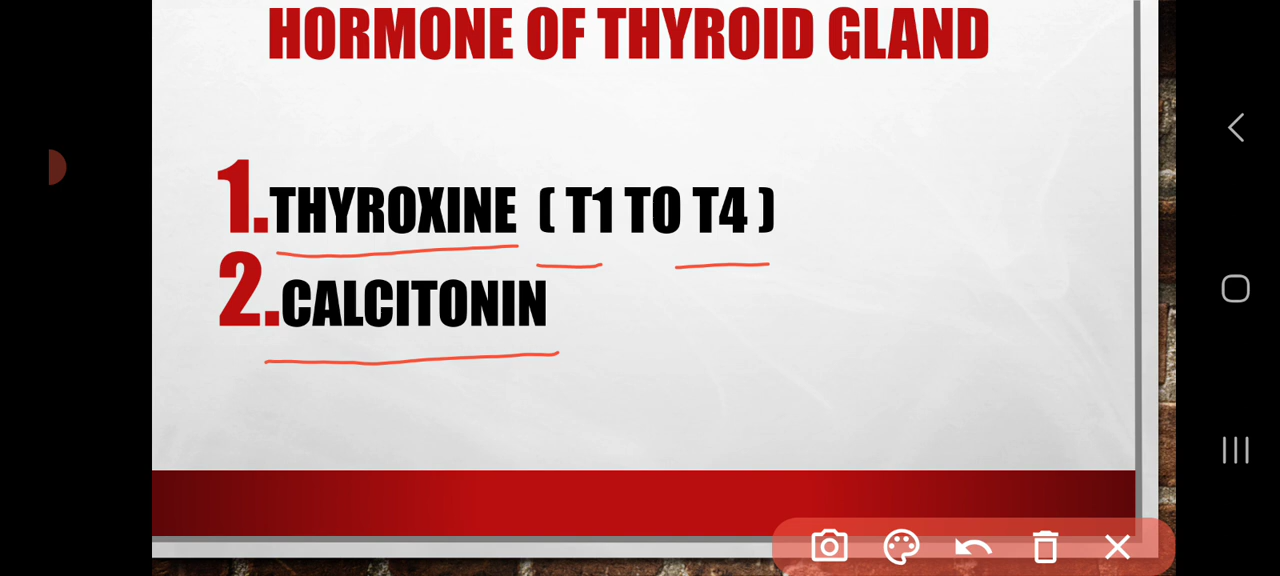 HORMONE OF THYROID GLAND
1.THYROXINE ( T1 TO T4 )
2.CALCITONIN